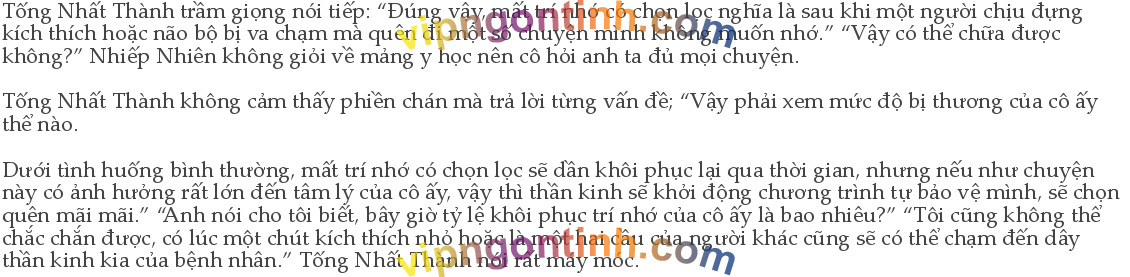 Tống Nhất Thành trầm giọng nói tiếp: “Đúng vậy, mất trí nhớ có chọn lọc nghĩa là sau khi một người chịu đựng
kích thích hoặc não bộ bị va chạm mà quên đi một số chuyện mình không muốn nhớ.” “Vậy có thể chữa được
không?” Nhiếp Nhiên không giỏi về mảng y học nên cô hỏi anh ta đủ mọi chuyện.
Tống Nhất Thành không cảm thấy phiền chán mà trả lời từng vấn đề; “Vậy phải xem mức độ bị thương của cô ấy
thế nào.
Dưới tình huống bình thường, mất trí nhớ có chọn lọc sẽ dần khôi phục lại qua thời gian, nhưng nếu như chuyện
này có ảnh hưởng rất lớn đến tâm lý của cô ấy, vậy thì thần kinh sẽ khởi động chương trình tự bảo vệ mình, sẽ chọn
quên mãi mãi.” “Anh nói cho tôi biết, bây giờ tỷ lệ khôi phục trí nhớ của cô ấy là bao nhiêu?” “Tôi cũng không thể
chắc chắn được, có lúc một chút kích thích nhỏ hoặc là một hai câu của người khác cũng sẽ có thể chạm đến dây
thần kinh kia của bệnh nhân.” Tống Nhất Thành nói rất máy móc.
vipngontinh.com
vipngontinh.com